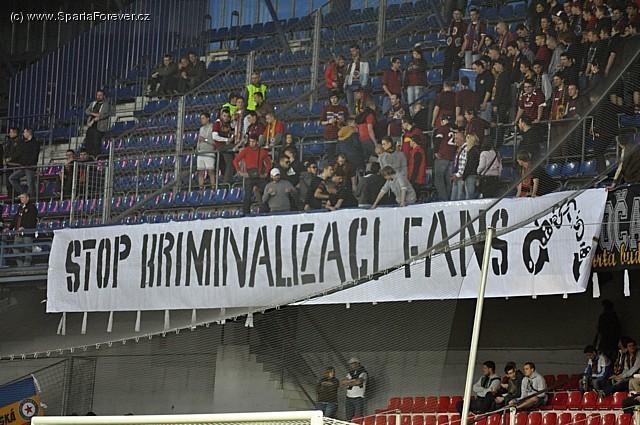 (c) www.SpartaForever.cz
STOP KRIMINALIZACI FANS